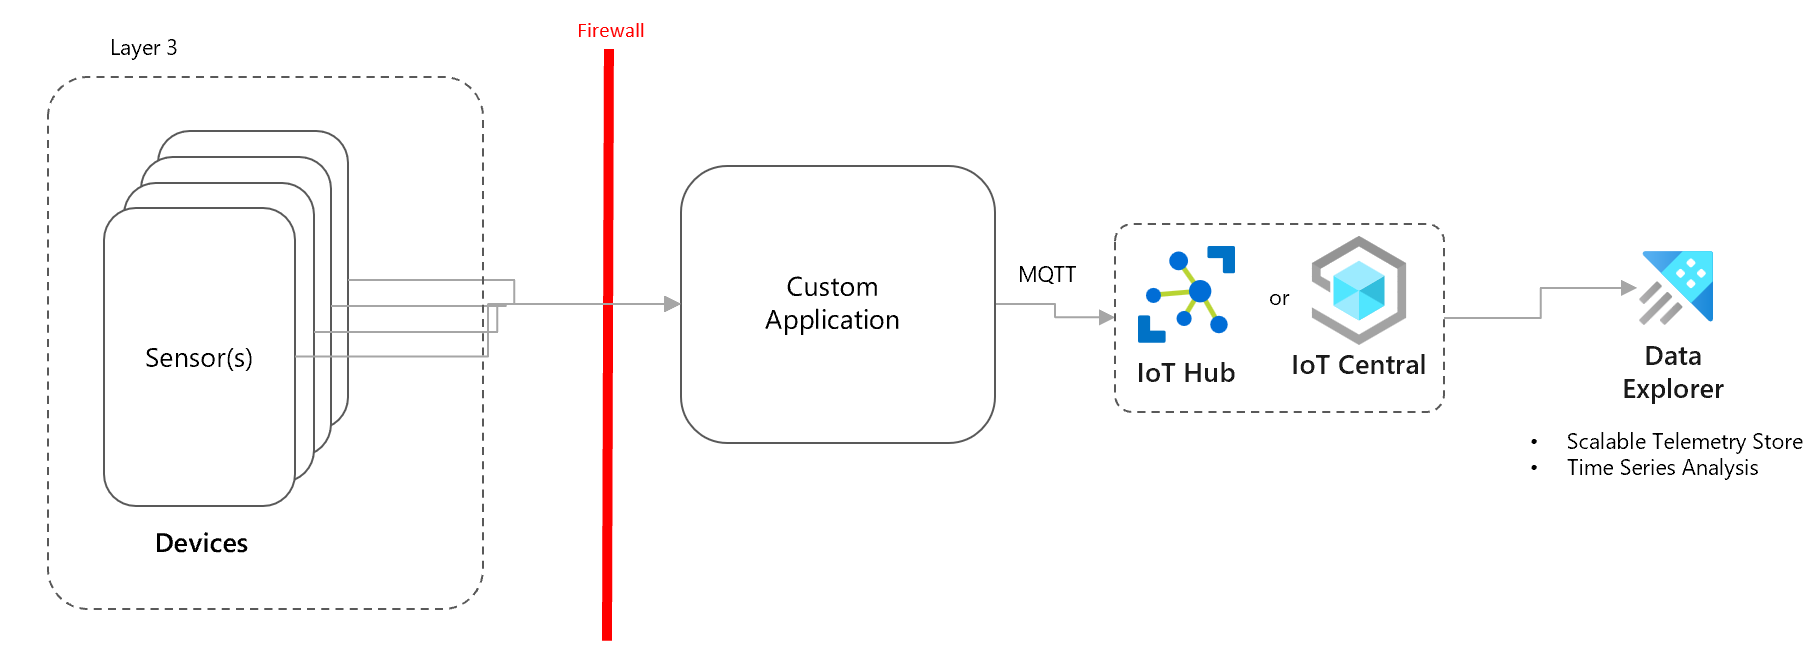 Layer 3
Firewall
Sensor(s)
Devices
Custom
Application
MQTT
IoT Hub
or
IoT Central
Data
Explorer
• Scalable Telemetry Store
• Time Series Analysis